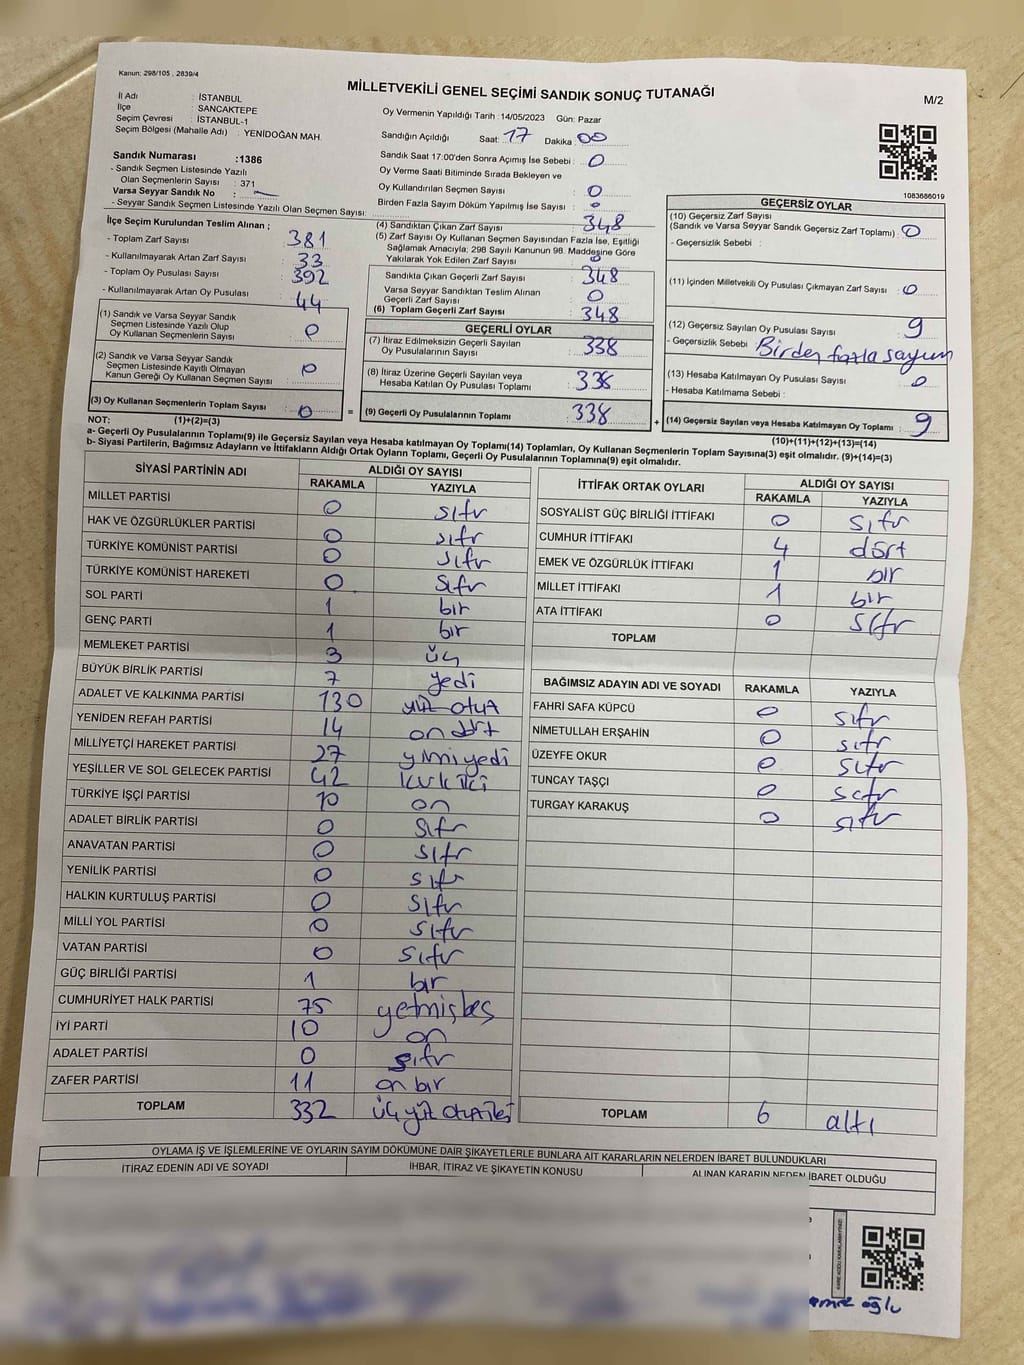 Kanun: 298/105 , 2839/4
MİLLETVEKİLİ GENEL SEÇİMİ SANDIK SONUÇ TUTANAĞI
M/2
İl Adı : İSTANBUL
İlçe : SANCAKTEPE
Seçim Çevresi : İSTANBUL-1
Seçim Bölgesi (Mahalle Adı) : YENİDOĞAN MAH.
Sandık Numarası :1386
- Sandık Seçmen Listesinde Yazılı
Olan Seçmenlerin Sayısı : 371
Varsa Seyyar Sandık No : —
- Seyyar Sandık Seçmen Listesinde Yazılı Olan Seçmen Sayısı:
Oy Vermenin Yapıldığı Tarih :14/05/2023 Gün: Pazar
Sandığın Açıldığı Saat: 17 Dakika : 00
Sandık Saat 17:00'den Sonra Açımış İse Sebebi : 0
Oy Verme Saati Bitiminde Sırada Bekleyen ve
Oy Kullandırılan Seçmen Sayısı : 0
Birden Fazla Sayım Döküm Yapılmış İse Sayısı : 0
1083686019
İlçe Seçim Kurulundan Teslim Alınan ;
- Toplam Zarf Sayısı : 381
- Kullanılmayarak Artan Zarf Sayısı : 33
- Toplam Oy Pusulası Sayısı : 392
- Kullanılmayarak Artan Oy Pusulası : 44
(1) Sandık ve Varsa Seyyar Sandık
Seçmen Listesinde Yazılı Olup
Oy Kullanan Seçmenlerin Sayısı : 0
(2) Sandık ve Varsa Seyyar Sandık
Seçmen Listesinde Kayıtlı Olmayan
Kanun Gereği Oy Kullanan Seçmen Sayısı : 0
(3) Oy Kullanan Seçmenlerin Toplam Sayısı : 0
(1)+(2)=(3)
(4) Sandıktan Çıkan Zarf Sayısı : 348
(5) Zarf Sayısı Oy Kullanan Seçmen Sayısından Fazla İse, Eşitliği
Sağlamak Amacıyla; 298 Sayılı Kanunun 98. Maddesine Göre
Yakılarak Yok Edilen Zarf Sayısı : 0
Sandıkta Çıkan Geçerli Zarf Sayısı : 348
Varsa Seyyar Sandıktan Teslim Alınan
Geçerli Zarf Sayısı : 0
(6) Toplam Geçerli Zarf Sayısı : 348
GEÇERLİ OYLAR
(7) İtiraz Edilmeksizin Geçerli Sayılan
Oy Pusulalarının Sayısı : 338
(8) İtiraz Üzerine Geçerli Sayılan veya
Hesaba Katılan Oy Pusulası Toplamı : 338
= (9) Geçerli Oy Pusulalarının Toplamı : 338 +
GEÇERSİZ OYLAR
(10) Geçersiz Zarf Sayısı
(Sandık ve Varsa Seyyar Sandık Geçersiz Zarf Toplamı) : 0
- Geçersizlik Sebebi :
(11) İçinden Milletvekili Oy Pusulası Çıkmayan Zarf Sayısı : 0
(12) Geçersiz Sayılan Oy Pusulası Sayısı : 9
- Geçersizlik Sebebi : Birden fazla sayım
(13) Hesaba Katılmayan Oy Pusulası Sayısı : 0
- Hesaba Katılmama Sebebi :
(14) Geçersiz Sayılan veya Hesaba Katılmayan Oy Toplamı : 9
(10)+(11)+(12)+(13)=(14)
NOT:
a- Geçerli Oy Pusulalarının Toplamı(9) ile Geçersiz Sayılan veya Hesaba katılmayan Oy Toplamı(14) Toplamları, Oy Kullanan Seçmenlerin Toplam Sayısına(3) eşit olmalıdır. (9)+(14)=(3)
b- Siyasi Partilerin, Bağımsız Adayların ve İttifakların Aldığı Ortak Oyların Toplamı, Geçerli Oy Pusulalarının Toplamına(9) eşit olmalıdır.
SİYASİ PARTİNİN ADI ALDIĞI OY SAYISI
RAKAMLA YAZIYLA
MİLLET PARTİSİ 0 sıfır
HAK VE ÖZGÜRLÜKLER PARTİSİ 0 sıfır
TÜRKİYE KOMÜNİST PARTİSİ 0 sıfır
TÜRKİYE KOMÜNİST HAREKETİ 0 sıfır
SOL PARTİ 1 bir
GENÇ PARTİ 1 bir
MEMLEKET PARTİSİ 3 üç
BÜYÜK BİRLİK PARTİSİ 7 yedi
ADALET VE KALKINMA PARTİSİ 130 yüz otuz
YENİDEN REFAH PARTİSİ 14 on dört
MİLLİYETÇİ HAREKET PARTİSİ 27 yirmi yedi
YEŞİLLER VE SOL GELECEK PARTİSİ 42 kırk iki
TÜRKİYE İŞÇİ PARTİSİ 10 on
ADALET BİRLİK PARTİSİ 0 sıfır
ANAVATAN PARTİSİ 0 sıfır
YENİLİK PARTİSİ 0 sıfır
HALKIN KURTULUŞ PARTİSİ 0 sıfır
MİLLİ YOL PARTİSİ 0 sıfır
VATAN PARTİSİ 0 sıfır
GÜÇ BİRLİĞİ PARTİSİ 1 bir
CUMHURİYET HALK PARTİSİ 75 yetmiş beş
İYİ PARTİ 10 on
ADALET PARTİSİ 0 sıfır
ZAFER PARTİSİ 11 on bir
TOPLAM 332 üç yüz otuz iki
İTTİFAK ORTAK OYLARI ALDIĞI OY SAYISI
RAKAMLA YAZIYLA
SOSYALİST GÜÇ BİRLİĞİ İTTİFAKI 0 sıfır
CUMHUR İTTİFAKI 4 dört
EMEK VE ÖZGÜRLÜK İTTİFAKI 1 bir
MİLLET İTTİFAKI 1 bir
ATA İTTİFAKI 0 sıfır
TOPLAM
BAĞIMSIZ ADAYIN ADI VE SOYADI RAKAMLA YAZIYLA
FAHRİ SAFA KÜPCÜ 0 sıfır
NİMETULLAH ERŞAHİN 0 sıfır
ÜZEYFE OKUR 0 sıfır
TUNCAY TAŞÇI 0 sıfır
TURGAY KARAKUŞ 0 sıfır
TOPLAM 6 altı
OYLAMA İŞ VE İŞLEMLERİNE VE OYLARIN SAYIM DÖKÜMÜNE DAİR ŞİKAYETLERLE BUNLARA AİT KARARLARIN NELERDEN İBARET BULUNDUKLARI
İTİRAZ EDENİN ADI VE SOYADI İHBAR, İTİRAZ VE ŞİKAYETİN KONUSU ALINAN KARARIN NEDEN İBARET OLDUĞU